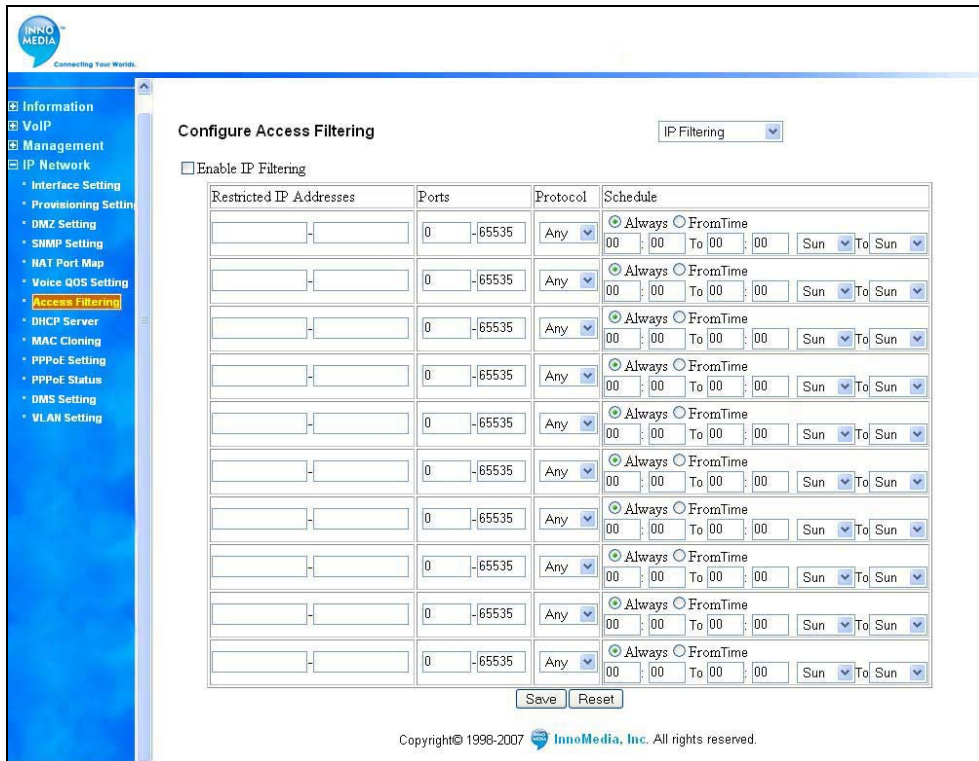 INNO
MEDIA
™
Connecting Your Worlds.
Information
VoIP
Management
IP Network
Interface Setting
Provisioning Settin
DMZ Setting
SNMP Setting
NAT Port Map
Voice QOS Setting
Access Filtering
DHCP Server
MAC Cloning
PPPoE Setting
PPPoE Status
DMS Setting
VLAN Setting
Configure Access Filtering
IP Filtering
Enable IP Filtering
Restricted IP Addresses Ports Protocol Schedule
- 0 -65535 Any Always FromTime
00 : 00 To 00 : 00 Sun To Sun
- 0 -65535 Any Always FromTime
00 : 00 To 00 : 00 Sun To Sun
- 0 -65535 Any Always FromTime
00 : 00 To 00 : 00 Sun To Sun
- 0 -65535 Any Always FromTime
00 : 00 To 00 : 00 Sun To Sun
- 0 -65535 Any Always FromTime
00 : 00 To 00 : 00 Sun To Sun
- 0 -65535 Any Always FromTime
00 : 00 To 00 : 00 Sun To Sun
- 0 -65535 Any Always FromTime
00 : 00 To 00 : 00 Sun To Sun
- 0 -65535 Any Always FromTime
00 : 00 To 00 : 00 Sun To Sun
- 0 -65535 Any Always FromTime
00 : 00 To 00 : 00 Sun To Sun
- 0 -65535 Any Always FromTime
00 : 00 To 00 : 00 Sun To Sun
Save Reset
Copyright© 1998-2007 InnoMedia, Inc. All rights reserved.